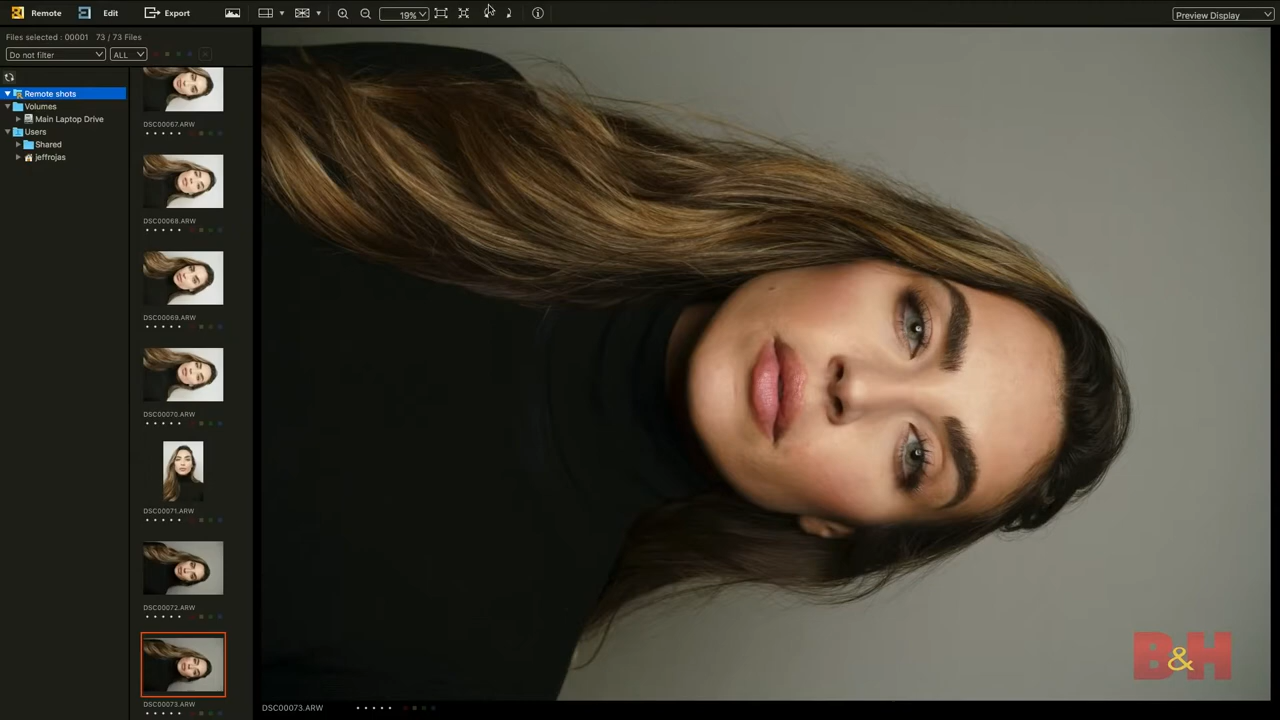 Remote Edit Export 19% Preview Display
Files selected : 00001 73 / 73 Files
Do not filter ALL
Remote shots
Volumes
Main Laptop Drive
Users
Shared
jeffrojas
DSC00067.ARW
DSC00068.ARW
DSC00069.ARW
DSC00070.ARW
DSC00071.ARW
DSC00072.ARW
DSC00073.ARW
DSC00073.ARW
B&H